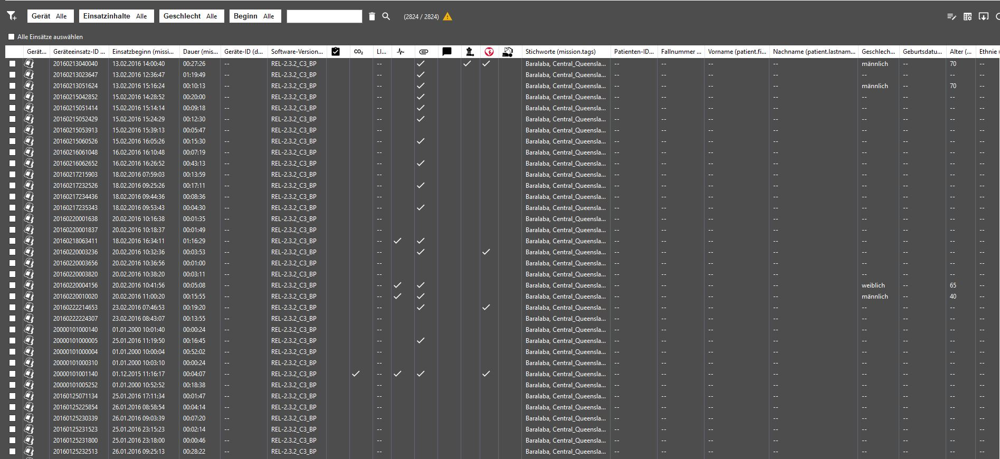 Gerät Alle Einsatzinhalte Alle Geschlecht Alle Beginn Alle (2824 / 2824)
Alle Einsätze auswählen
Gerät... Geräteeinsatz-ID ... Einsatzbeginn (missi... Dauer (mis... Geräte-ID (d... Software-Version... CO₂ LI... Stichworte (mission.tags) Patienten-ID... Fallnummer ... Vorname (patient.fi... Nachname (patient.lastnam... Geschlech... Geburtsdatu... Alter (... Ethnie (
20160213040040 13.02.2016 14:00:40 00:27:26 -- REL-2.3.2_C3_BP -- Baralaba, Central_Queensla... -- -- -- -- männlich -- 70 --
20160213023647 13.02.2016 12:36:47 01:19:49 -- REL-2.3.2_C3_BP -- Baralaba, Central_Queensla... -- -- -- -- -- -- -- --
20160213051624 13.02.2016 15:16:24 00:10:13 -- REL-2.3.2_C3_BP -- Baralaba, Central_Queensla... -- -- -- -- männlich -- 70 --
20160215042852 15.02.2016 14:28:52 00:20:00 -- REL-2.3.2_C3_BP -- Baralaba, Central_Queensla... -- -- -- -- -- -- -- --
20160215051414 15.02.2016 15:14:14 00:09:18 -- REL-2.3.2_C3_BP -- Baralaba, Central_Queensla... -- -- -- -- -- -- -- --
20160215052429 15.02.2016 15:24:29 00:12:30 -- REL-2.3.2_C3_BP -- Baralaba, Central_Queensla... -- -- -- -- -- -- -- --
20160215053913 15.02.2016 15:39:13 00:05:47 -- REL-2.3.2_C3_BP -- Baralaba, Central_Queensla... -- -- -- -- -- -- -- --
20160215060526 15.02.2016 16:05:26 00:15:30 -- REL-2.3.2_C3_BP -- Baralaba, Central_Queensla... -- -- -- -- -- -- -- --
20160216061048 16.02.2016 16:10:48 00:07:19 -- REL-2.3.2_C3_BP -- Baralaba, Central_Queensla... -- -- -- -- -- -- -- --
20160216062652 16.02.2016 16:26:52 00:43:13 -- REL-2.3.2_C3_BP -- Baralaba, Central_Queensla... -- -- -- -- -- -- -- --
20160217215903 18.02.2016 07:59:03 00:13:59 -- REL-2.3.2_C3_BP -- Baralaba, Central_Queensla... -- -- -- -- -- -- -- --
20160217232526 18.02.2016 09:25:26 00:17:11 -- REL-2.3.2_C3_BP -- Baralaba, Central_Queensla... -- -- -- -- -- -- -- --
20160217234436 18.02.2016 09:44:36 00:08:36 -- REL-2.3.2_C3_BP -- Baralaba, Central_Queensla... -- -- -- -- -- -- -- --
20160217235343 18.02.2016 09:53:43 00:04:30 -- REL-2.3.2_C3_BP -- Baralaba, Central_Queensla... -- -- -- -- -- -- -- --
20160220001638 20.02.2016 10:16:38 00:01:35 -- REL-2.3.2_C3_BP -- Baralaba, Central_Queensla... -- -- -- -- -- -- -- --
20160220001837 20.02.2016 10:18:37 00:01:49 -- REL-2.3.2_C3_BP -- Baralaba, Central_Queensla... -- -- -- -- -- -- -- --
20160218063411 18.02.2016 16:34:11 01:16:29 -- REL-2.3.2_C3_BP -- Baralaba, Central_Queensla... -- -- -- -- -- -- -- --
20160220003236 20.02.2016 10:32:36 00:03:53 -- REL-2.3.2_C3_BP -- Baralaba, Central_Queensla... -- -- -- -- -- -- -- --
20160220003656 20.02.2016 10:36:56 00:01:00 -- REL-2.3.2_C3_BP -- Baralaba, Central_Queensla... -- -- -- -- -- -- -- --
20160220003820 20.02.2016 10:38:20 00:03:11 -- REL-2.3.2_C3_BP -- Baralaba, Central_Queensla... -- -- -- -- -- -- -- --
20160220004156 20.02.2016 10:41:56 00:05:08 -- REL-2.3.2_C3_BP -- Baralaba, Central_Queensla... -- -- -- -- weiblich -- 65 --
20160220010020 20.02.2016 11:00:20 00:15:55 -- REL-2.3.2_C3_BP -- Baralaba, Central_Queensla... -- -- -- -- männlich -- 40 --
20160222214653 23.02.2016 07:46:53 00:19:20 -- REL-2.3.2_C3_BP -- Baralaba, Central_Queensla... -- -- -- -- -- -- -- --
20160222224307 23.02.2016 08:43:07 00:13:55 -- REL-2.3.2_C3_BP -- Baralaba, Central_Queensla... -- -- -- -- -- -- -- --
20000101000140 01.01.2000 10:01:40 00:00:24 -- REL-2.3.2_C3_BP -- Baralaba, Central_Queensla... -- -- -- -- -- -- -- --
20000101000005 25.01.2016 11:19:50 00:16:45 -- REL-2.3.2_C3_BP -- Baralaba, Central_Queensla... -- -- -- -- -- -- -- --
20000101000004 01.01.2000 10:00:04 00:52:02 -- REL-2.3.2_C3_BP -- Baralaba, Central_Queensla... -- -- -- -- -- -- -- --
20000101000310 01.01.2000 10:03:10 00:00:24 -- REL-2.3.2_C3_BP -- Baralaba, Central_Queensla... -- -- -- -- -- -- -- --
20000101001140 01.12.2015 11:16:17 00:04:07 -- REL-2.3.2_C3_BP -- Baralaba, Central_Queensla... -- -- -- -- -- -- -- --
20000101005252 01.01.2000 10:52:52 00:18:38 -- REL-2.3.2_C3_BP -- Baralaba, Central_Queensla... -- -- -- -- -- -- -- --
20160125071134 25.01.2016 17:11:34 00:01:47 -- REL-2.3.2_C3_BP -- Baralaba, Central_Queensla... -- -- -- -- -- -- -- --
20160125225854 26.01.2016 08:58:54 00:04:14 -- REL-2.3.2_C3_BP -- Baralaba, Central_Queensla... -- -- -- -- -- -- -- --
20160125230339 26.01.2016 09:03:39 00:07:20 -- REL-2.3.2_C3_BP -- Baralaba, Central_Queensla... -- -- -- -- -- -- -- --
20160125231523 25.01.2016 23:15:23 00:02:14 -- REL-2.3.2_C3_BP -- Baralaba, Central_Queensla... -- -- -- -- -- -- -- --
20160125231800 25.01.2016 23:18:00 00:00:46 -- REL-2.3.2_C3_BP -- Baralaba, Central_Queensla... -- -- -- -- -- -- -- --
20160125232513 26.01.2016 09:25:13 00:28:22 -- REL-2.3.2_C3_BP -- Baralaba, Central_Queensla... -- -- -- -- -- -- -- --